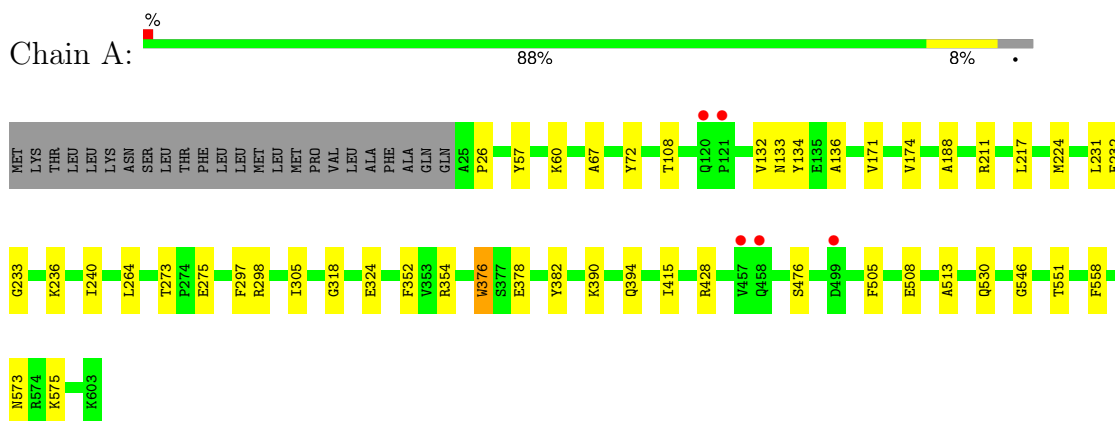 %
Chain A:
88% 8% •
MET LYS THR LEU LEU LYS ASN SER LEU THR PHE LEU LEU MET LEU MET PRO VAL LEU ALA PHE ALA GLN GLN A25 P26 Y57 K60 A67 Y72 T108 Q120 P121 V132 N133 Y134 E135 A136 V171 V174 A188 R211 L217 M224 L231
G233 K236 I240 L264 T273 P274 E275 F297 R298 I305 G318 E324 F352 V353 R354 W376 S377 E378 Y382 K390 Q394 I415 R428 V457 Q458 S476 D499 F505 E508 A513 Q530 G546 T551 F558
N573 R574 K575 K603